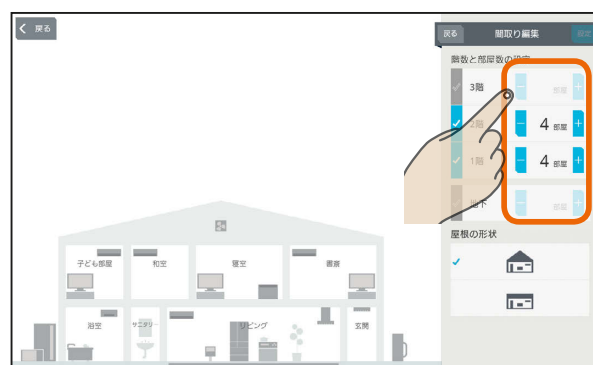 戻る
戻る 間取り編集 設定
階数と部屋数の設定
3階 − 部屋 +
2階 − 4 部屋 +
1階 − 4 部屋 +
地下 − 部屋 +
屋根の形状
子ども部屋 和室 寝室 書斎
浴室 サニタリー リビング 玄関